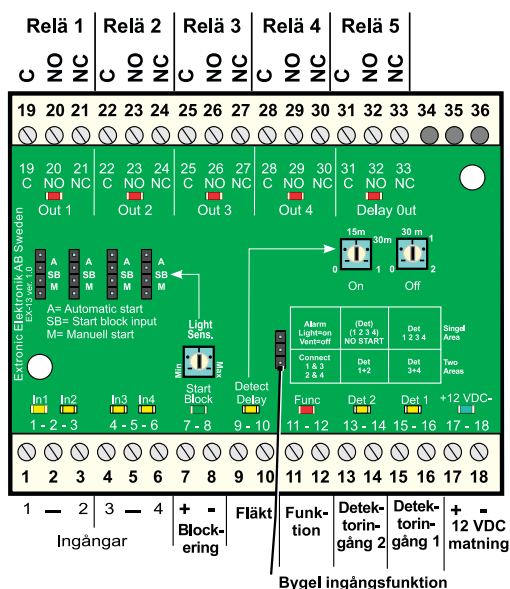 Relä 1 Relä 2 Relä 3 Relä 4 Relä 5
C NO NC C NO NC C NO NC C NO NC C NO NC
19 20 21 22 23 24 25 26 27 28 29 30 31 32 33 34 35 36
19 20 21 22 23 24 25 26 27 28 29 30 31 32 33
C NO NC C NO NC C NO NC C NO NC C NO NC
Out 1 Out 2 Out 3 Out 4 Delay 0ut
Extronic Elektronik AB Sweden
EX-13 ver. 1.0
15m 30m 0 1
On
30 m 1 0 2
Off
A A
SB SB SB
M M M
A= Automatic start
SB= Start block input
M= Manuell start
Light
Sens.
Min Max
Start
Block
Detect
Delay
Alarm
Light=on
Vent=off
(Det)
(1 2 3 4)
NO START
Det
1 2 3 4
Singel
Area
Connect
1 & 3
2 & 4
Det
1+2
Det
3+4
Two
Areas
In1 In2 In3 In4 Func Det 2 Det 1 +12 VDC-
1 - 2 - 3 4 - 5 - 6 7 - 8 9 - 10 11 - 12 13 - 14 15 - 16 17 - 18
1 2 3 4 5 6 7 8 9 10 11 12 13 14 15 16 17 18
1 — 2 3 — 4 + -
Ingångar
Block-
ering
Fläkt
Funk-
tion
Detek-
torin-
gång 2
Detek-
torin-
gång 1
+ -
12 VDC
matning
Bygel ingångsfunktion